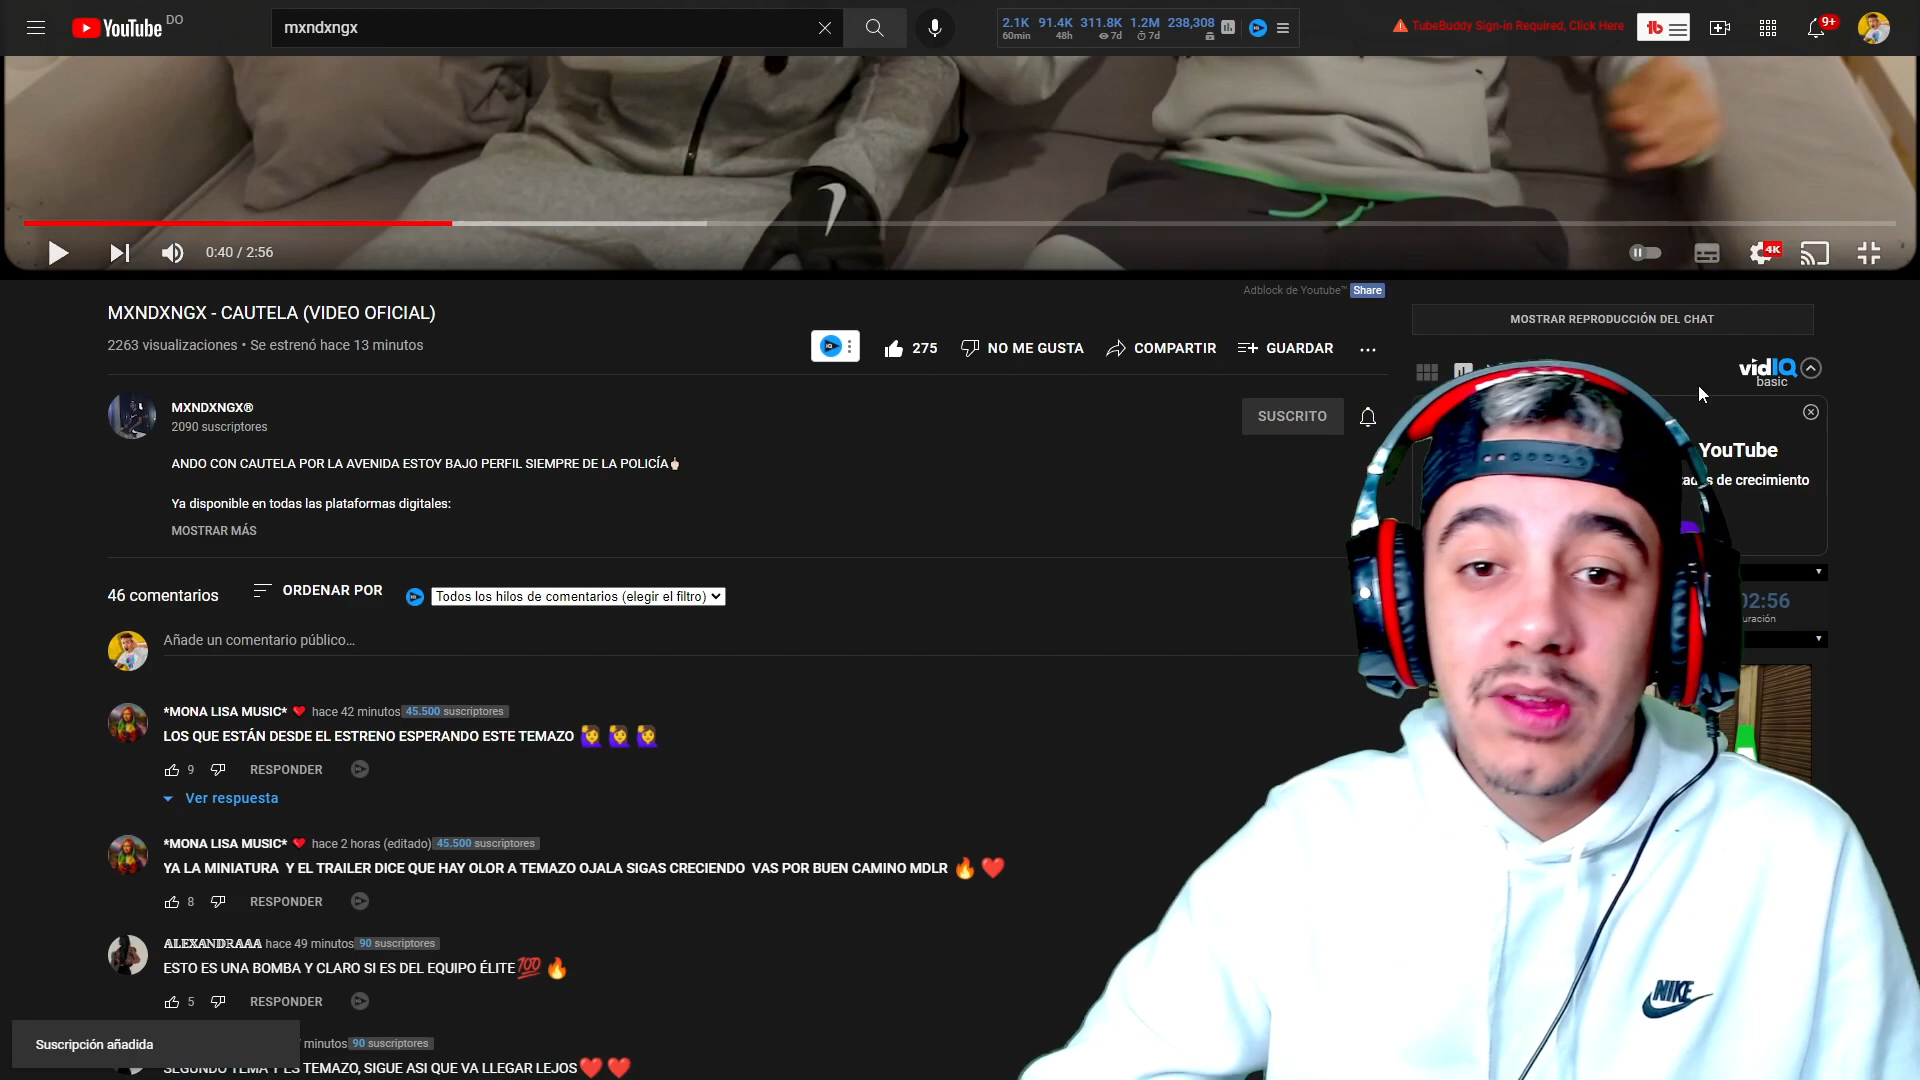 YouTube DO
mxndxngx
2.1K 91.4K 311.8K 1.2M 238,308
60min 48h 7d 7d
TubeBuddy Sign-in Required, Click Here
tb
9+
0:40 / 2:56
4K
Adblock de Youtube™ Share
MXNDXNGX - CAUTELA (VIDEO OFICIAL)
2263 visualizaciones • Se estrenó hace 13 minutos
275 NO ME GUSTA COMPARTIR GUARDAR ...
MOSTRAR REPRODUCCIÓN DEL CHAT
vidIQ
basic
MXNDXNGX®
2090 suscriptores
SUSCRITO
ANDO CON CAUTELA POR LA AVENIDA ESTOY BAJO PERFIL SIEMPRE DE LA POLICÍA🖕🏻
YouTube
s de crecimiento
Ya disponible en todas las plataformas digitales:
MOSTRAR MÁS
46 comentarios ORDENAR POR Todos los hilos de comentarios (elegir el filtro)
02:56
uración
Añade un comentario público...
*MONA LISA MUSIC* ❤ hace 42 minutos 45.500 suscriptores
LOS QUE ESTÁN DESDE EL ESTRENO ESPERANDO ESTE TEMAZO 🙋‍♀️ 🙋‍♀️ 🙋‍♀️
9 RESPONDER
Ver respuesta
*MONA LISA MUSIC* ❤ hace 2 horas (editado) 45.500 suscriptores
YA LA MINIATURA Y EL TRAILER DICE QUE HAY OLOR A TEMAZO OJALA SIGAS CRECIENDO VAS POR BUEN CAMINO MDLR 🔥 ❤️
8 RESPONDER
𝔸𝕃𝔼𝕏𝔸ℕ𝔻ℝ𝔸𝔸𝔸 hace 49 minutos 90 suscriptores
ESTO ES UNA BOMBA Y CLARO SI ES DEL EQUIPO ÉLITE💯 🔥
5 RESPONDER
NIKE
Suscripción añadida
minutos 90 suscriptores
SEGUNDO TEMA Y ES TEMAZO, SIGUE ASI QUE VA LLEGAR LEJOS❤️ ❤️